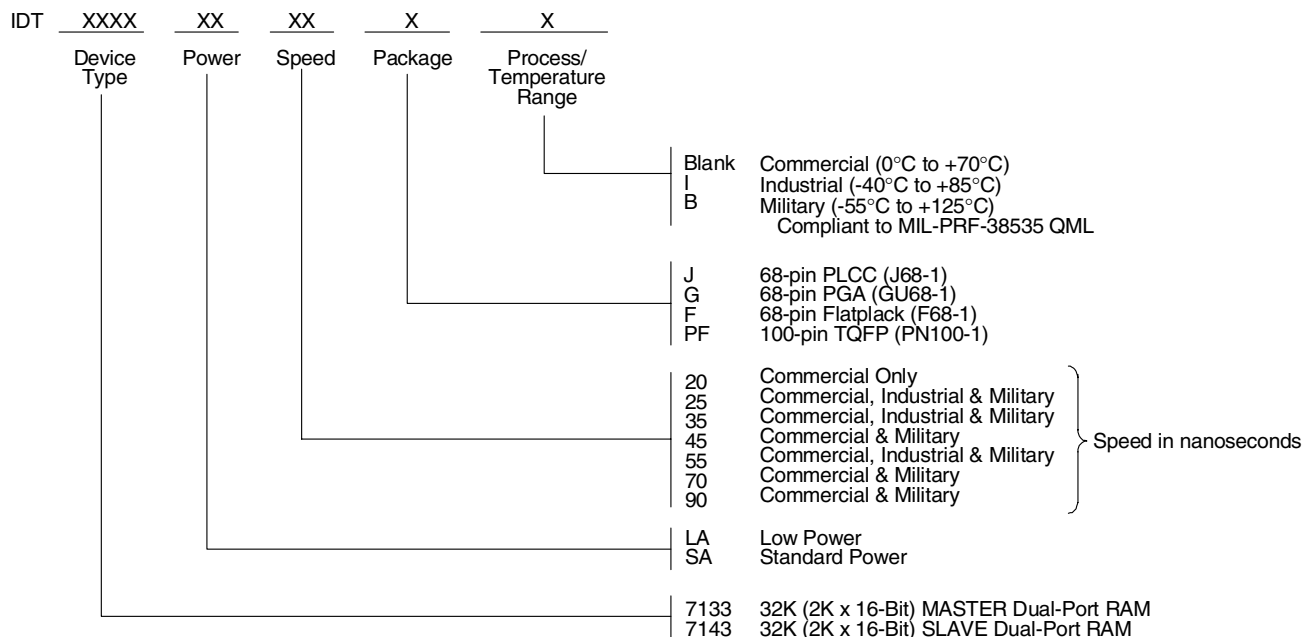 IDT XXXX XX XX X X
Device Type Power Speed Package Process/ Temperature Range
Blank Commercial (0°C to +70°C)
I Industrial (-40°C to +85°C)
B Military (-55°C to +125°C)
Compliant to MIL-PRF-38535 QML
J 68-pin PLCC (J68-1)
G 68-pin PGA (GU68-1)
F 68-pin Flatplack (F68-1)
PF 100-pin TQFP (PN100-1)
20 Commercial Only
25 Commercial, Industrial & Military
35 Commercial, Industrial & Military
45 Commercial & Military
55 Commercial, Industrial & Military
70 Commercial & Military
90 Commercial & Military
Speed in nanoseconds
LA Low Power
SA Standard Power
7133 32K (2K x 16-Bit) MASTER Dual-Port RAM
7143 32K (2K x 16-Bit) SLAVE Dual-Port RAM